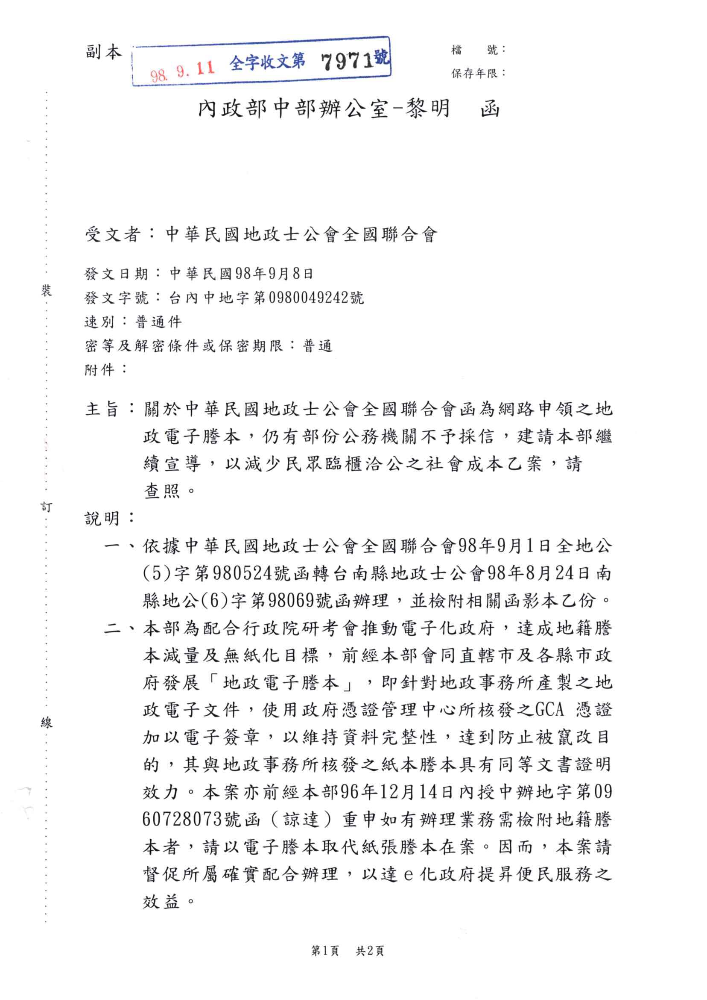 副本
98. 9. 11 全字收文第 7971號
檔　　號：
保存年限：
內政部中部辦公室-黎明　函
受文者：中華民國地政士公會全國聯合會
發文日期：中華民國98年9月8日
發文字號：台內中地字第0980049242號
速別：普通件
密等及解密條件或保密期限：普通
附件：
主旨：關於中華民國地政士公會全國聯合會函為網路申領之地
政電子謄本，仍有部份公務機關不予採信，建請本部繼
續宣導，以減少民眾臨櫃洽公之社會成本乙案，請
查照。
說明：
一、依據中華民國地政士公會全國聯合會98年9月1日全地公
(5)字第980524號函轉台南縣地政士公會98年8月24日南
縣地公(6)字第98069號函辦理，並檢附相關函影本乙份。
二、本部為配合行政院研考會推動電子化政府，達成地籍謄
本減量及無紙化目標，前經本部會同直轄市及各縣市政
府發展「地政電子謄本」，即針對地政事務所產製之地
政電子文件，使用政府憑證管理中心所核發之GCA 憑證
加以電子簽章，以維持資料完整性，達到防止被竄改目
的，其與地政事務所核發之紙本謄本具有同等文書證明
效力。本案亦前經本部96年12月14日內授中辦地字第09
60728073號函（諒達）重申如有辦理業務需檢附地籍謄
本者，請以電子謄本取代紙張謄本在案。因而，本案請
督促所屬確實配合辦理，以達e化政府提昇便民服務之
效益。
裝
訂
線
第1頁　共2頁